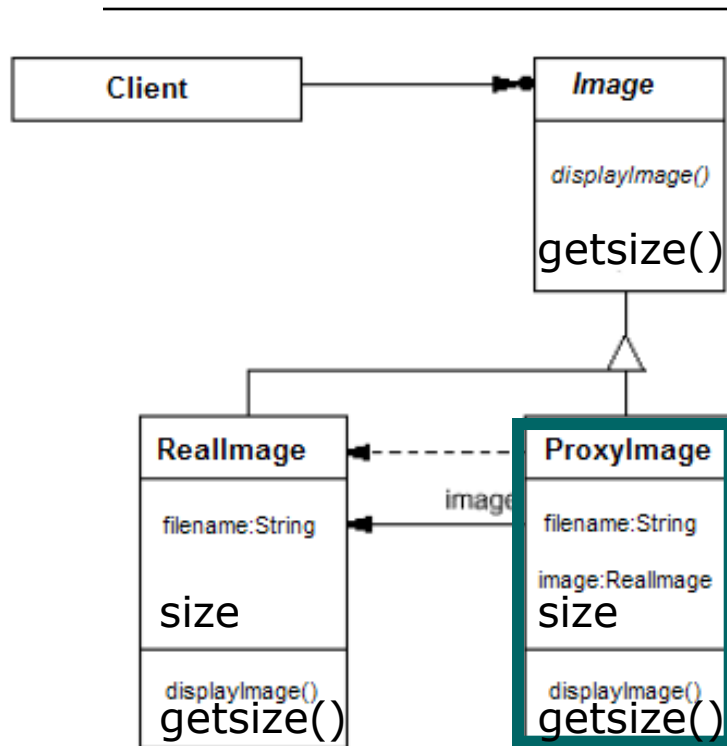 Client
Image
displayImage()
getsize()
RealImage
filename:String
size
displayImage()
getsize()
image
ProxyImage
filename:String
image:RealImage
size
displayImage()
getsize()